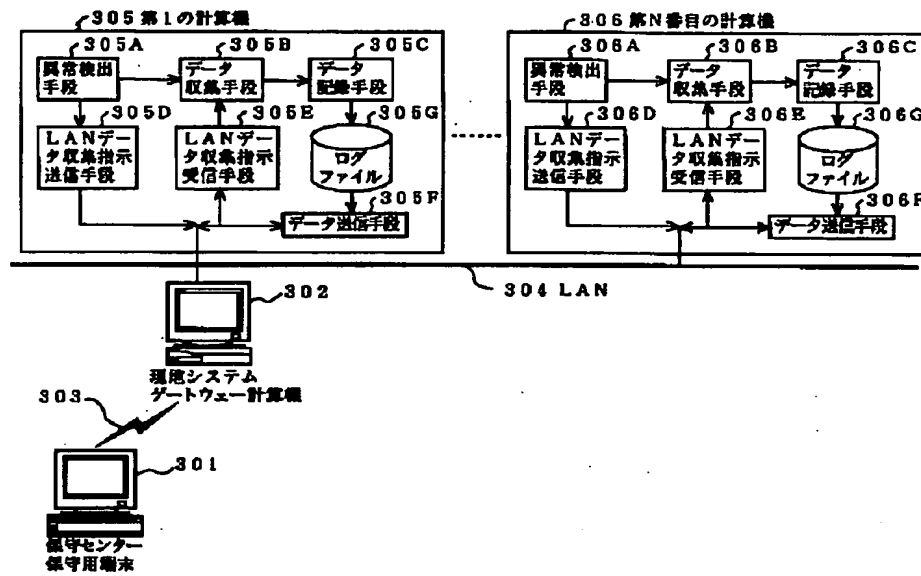 305 第1の計算機
305A
305B
305C
異常検出
手段
データ
収集手段
データ
記録手段
305D
305E
305G
LANデー
タ収集指示
送信手段
LANデー
タ収集指示
受信手段
ログ
ファイル
305F
データ送信手段
306 第N番目の計算機
306A
306B
306C
異常検出
手段
データ
収集手段
データ
記録手段
306D
306E
306G
LANデー
タ収集指示
送信手段
LANデー
タ収集指示
受信手段
ログ
ファイル
306F
データ送信手段
304 LAN
302
現地システム
ゲートウェー計算機
303
301
保守センター
保守用端末